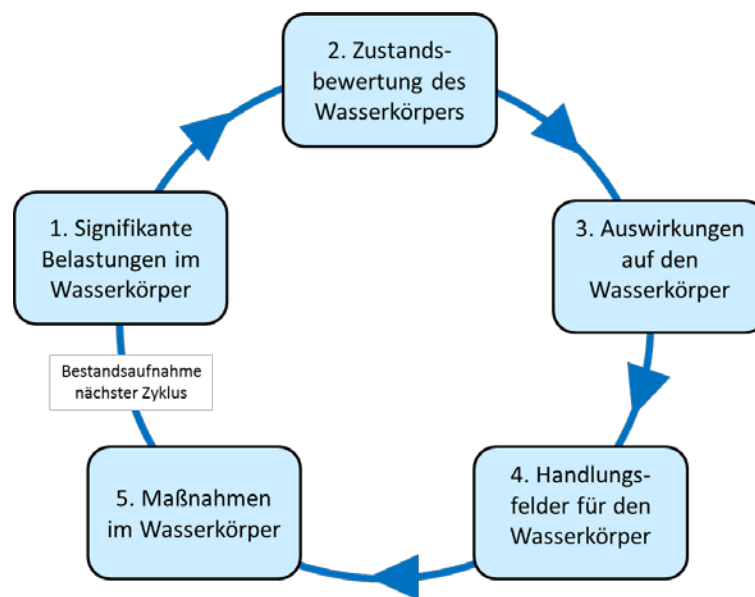 2. Zustands-
bewertung des
Wasserkörpers
1. Signifikante
Belastungen im
Wasserkörper
3. Auswirkungen
auf den
Wasserkörper
Bestandsaufnahme
nächster Zyklus
4. Handlungs-
felder für den
Wasserkörper
5. Maßnahmen
im Wasserkörper